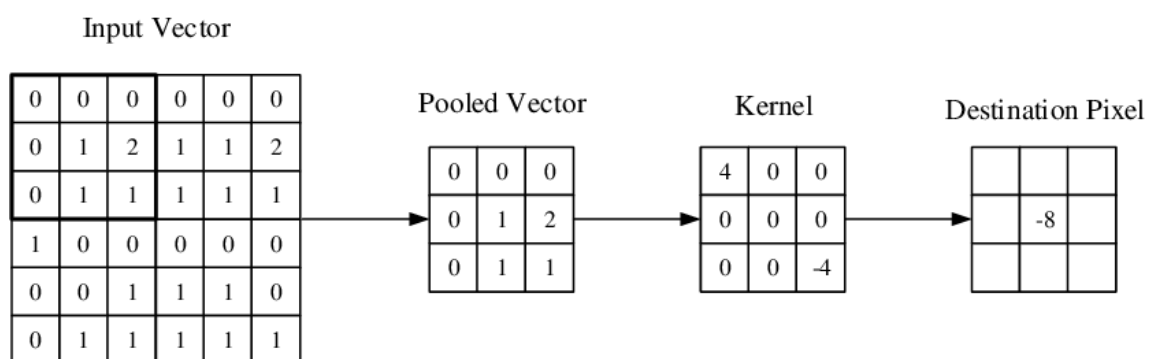 Input Vector
0 0 0 0 0 0
0 1 2 1 1 2
0 1 1 1 1 1
1 0 0 0 0 0
0 0 1 1 1 0
0 1 1 1 1 1
Pooled Vector
0 0 0
0 1 2
0 1 1
Kernel
4 0 0
0 0 0
0 0 -4
Destination Pixel
-8